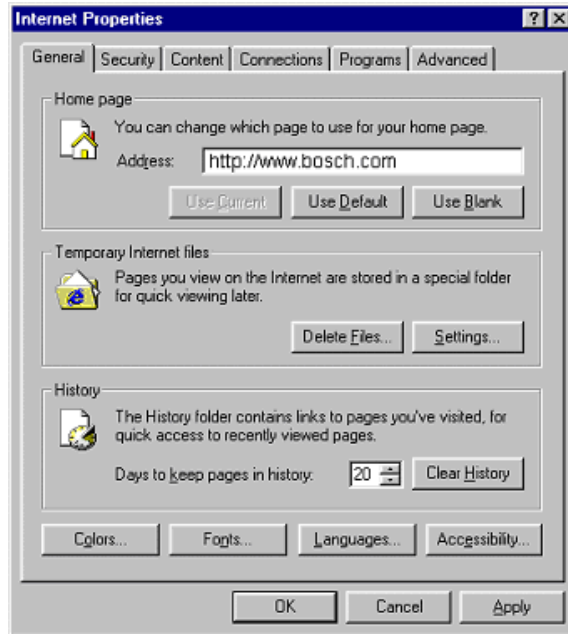 Internet Properties
General Security Content Connections Programs Advanced
Home page
You can change which page to use for your home page.
Address: http://www.bosch.com
Use Current Use Default Use Blank
Temporary Internet files
Pages you view on the Internet are stored in a special folder
for quick viewing later.
Delete Files... Settings...
History
The History folder contains links to pages you've visited, for
quick access to recently viewed pages.
Days to keep pages in history: 20 Clear History
Colors... Fonts... Languages... Accessibility...
OK Cancel Apply